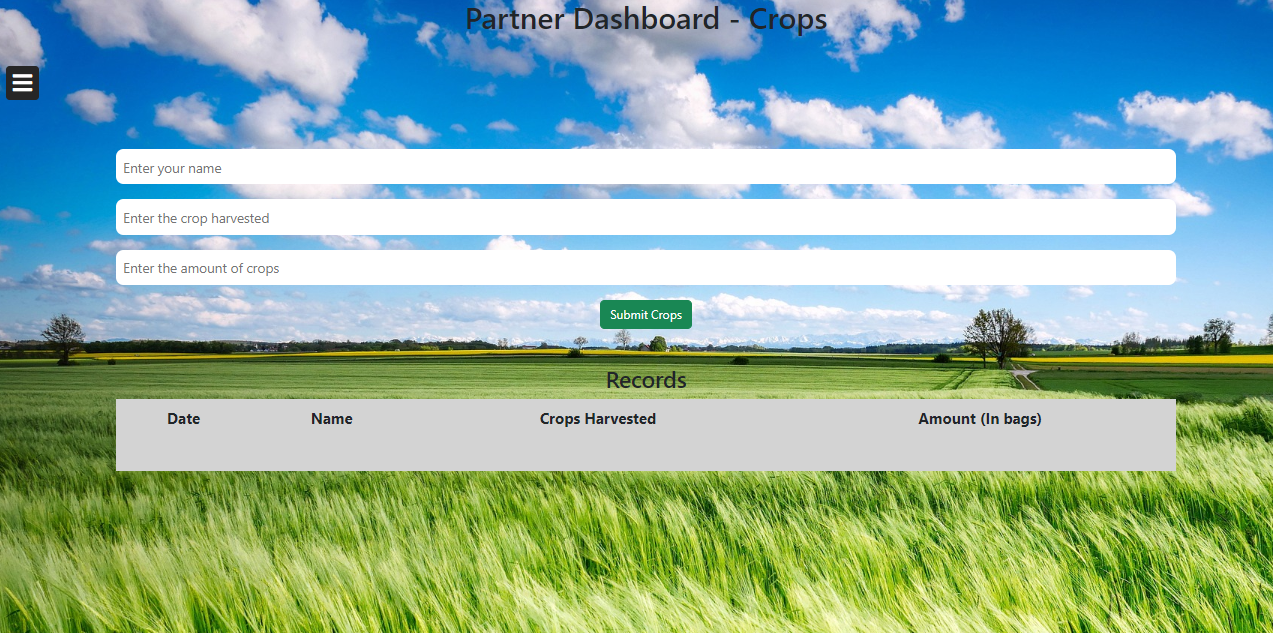 Partner Dashboard - Crops
Enter your name
Enter the crop harvested
Enter the amount of crops
Submit Crops
Records
Date Name Crops Harvested Amount (In bags)